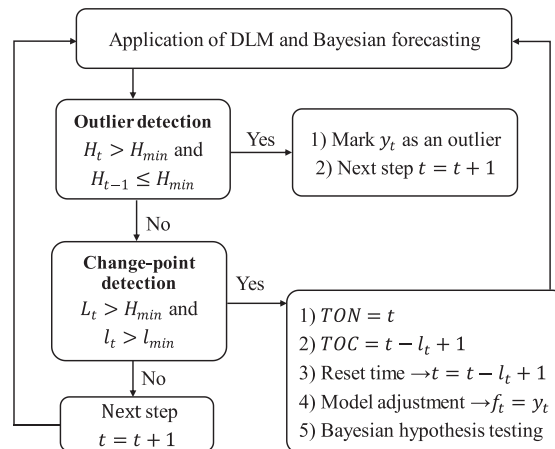 Application of DLM and Bayesian forecasting
Outlier detection
H_t > H_min and
H_{t-1} ≤ H_min
Yes
1) Mark y_t as an outlier
2) Next step t = t + 1
No
Change-point
detection
L_t > H_min and
l_t > l_min
Yes
1) TON = t
2) TOC = t − l_t + 1
3) Reset time →t = t − l_t + 1
4) Model adjustment →f_t = y_t
5) Bayesian hypothesis testing
No
Next step
t = t + 1